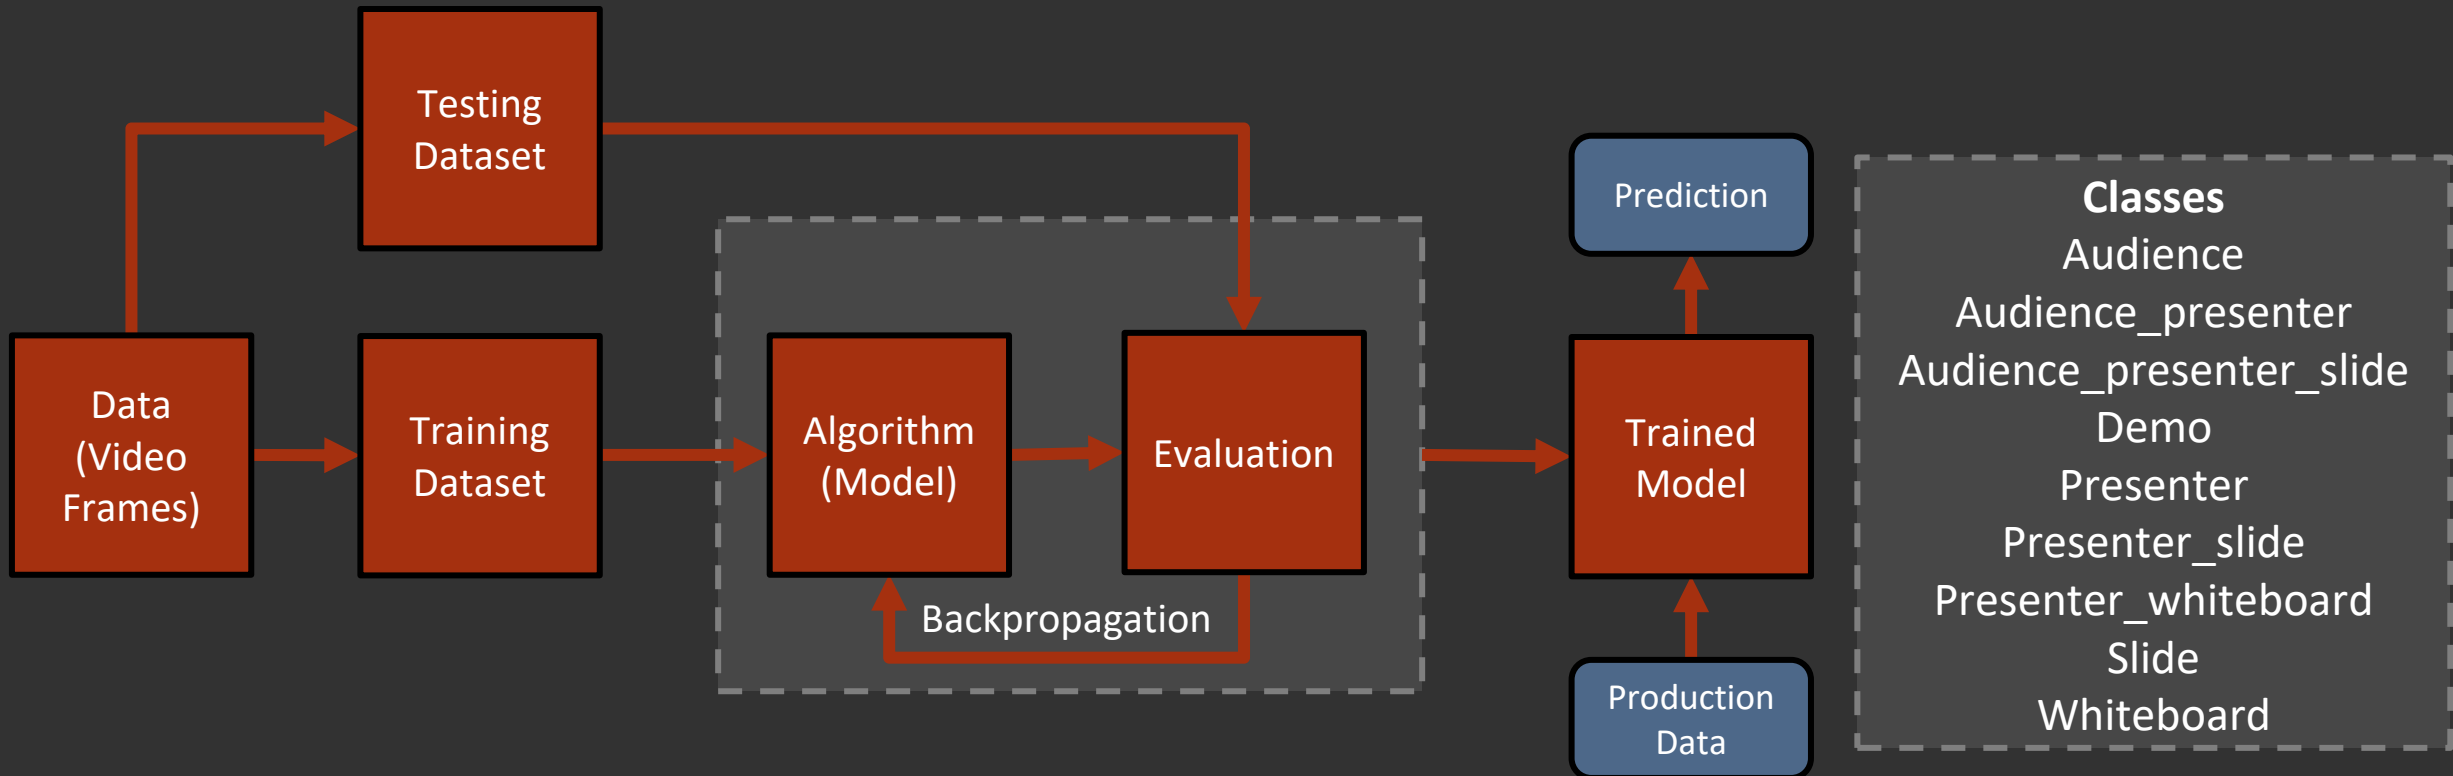 Testing
Dataset
Data
(Video
Frames)
Training
Dataset
Algorithm
(Model)
Evaluation
Backpropagation
Prediction
Trained
Model
Production
Data
Classes
Audience
Audience_presenter
Audience_presenter_slide
Demo
Presenter
Presenter_slide
Presenter_whiteboard
Slide
Whiteboard